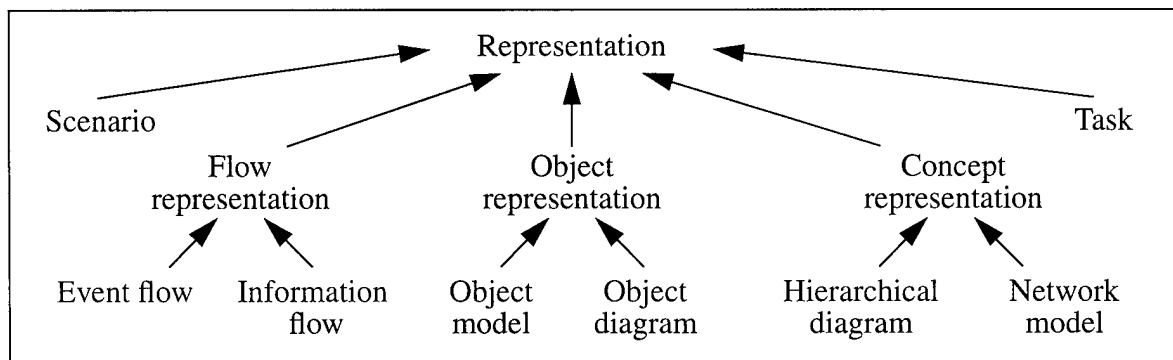 Representation
Scenario
Task
Flow
representation
Object
representation
Concept
representation
Event flow
Information
flow
Object
model
Object
diagram
Hierarchical
diagram
Network
model